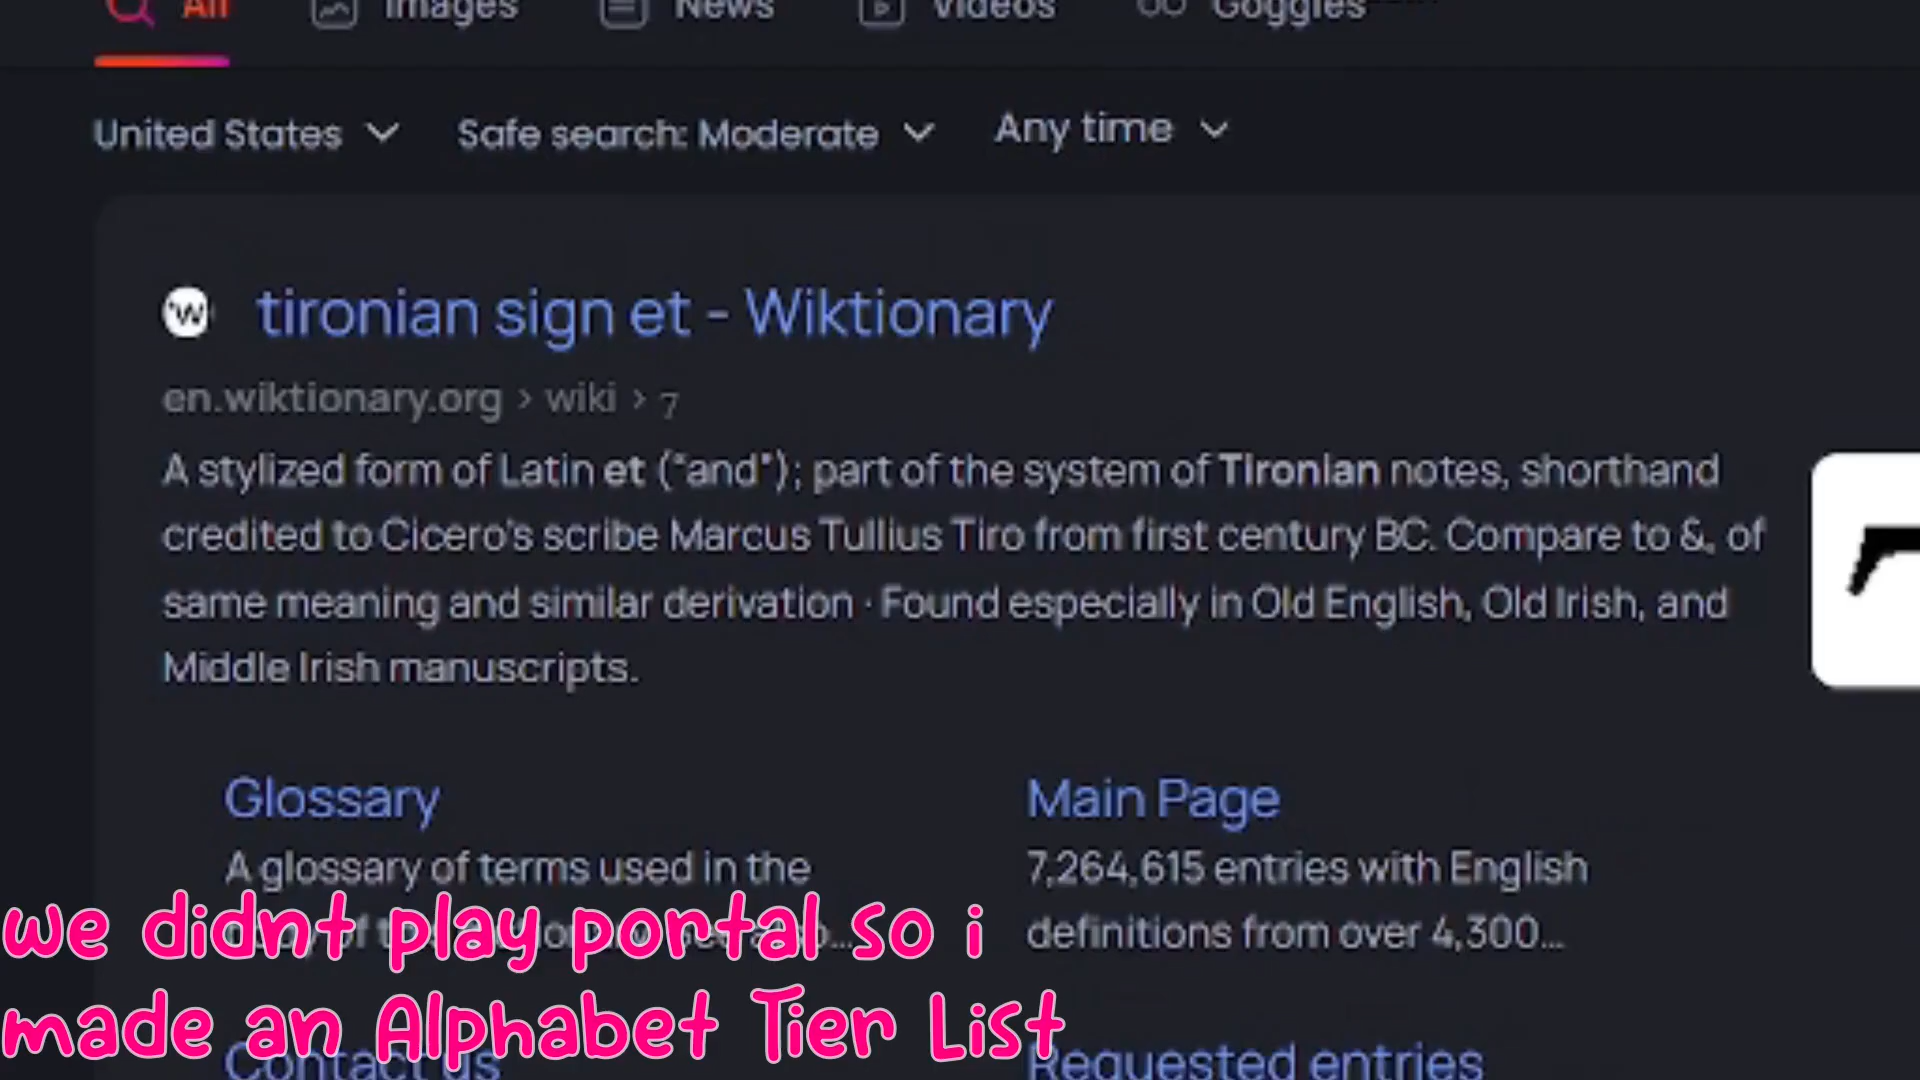 All Images News Videos Goggles
United States Safe search: Moderate Any time
W tironian sign et - Wiktionary
en.wiktionary.org › wiki › ⁊
A stylized form of Latin et ("and"); part of the system of Tironian notes, shorthand
credited to Cicero's scribe Marcus Tullius Tiro from first century BC. Compare to &, of
same meaning and similar derivation · Found especially in Old English, Old Irish, and
Middle Irish manuscripts.
Glossary
A glossary of terms used in the
Main Page
7,264,615 entries with English
definitions from over 4,300...
we didnt play portal so i
made an Alphabet Tier List
Contact us
Requested entries